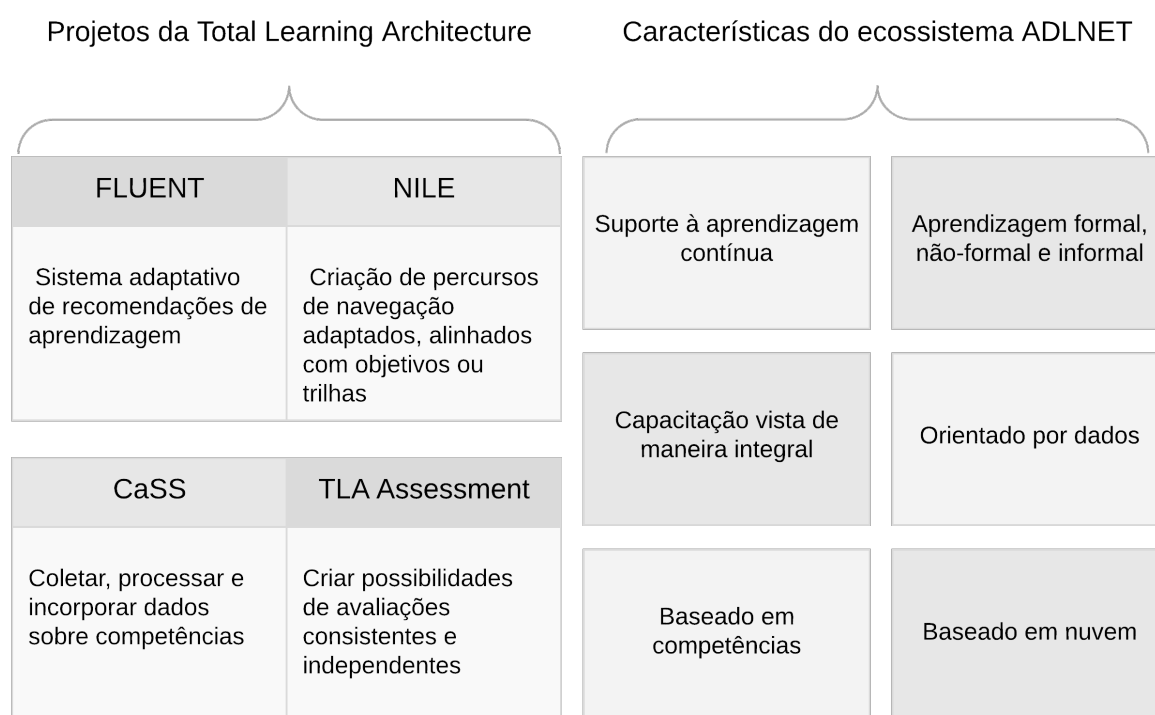 Projetos da Total Learning Architecture
FLUENT
Sistema adaptativo
de recomendações de
aprendizagem
NILE
Criação de percursos
de navegação
adaptados, alinhados
com objetivos ou
trilhas
CaSS
Coletar, processar e
incorporar dados
sobre competências
TLA Assessment
Criar possibilidades
de avaliações
consistentes e
independentes
Características do ecossistema ADLNET
Suporte à aprendizagem
contínua
Aprendizagem formal,
não-formal e informal
Capacitação vista de
maneira integral
Orientado por dados
Baseado em
competências
Baseado em nuvem